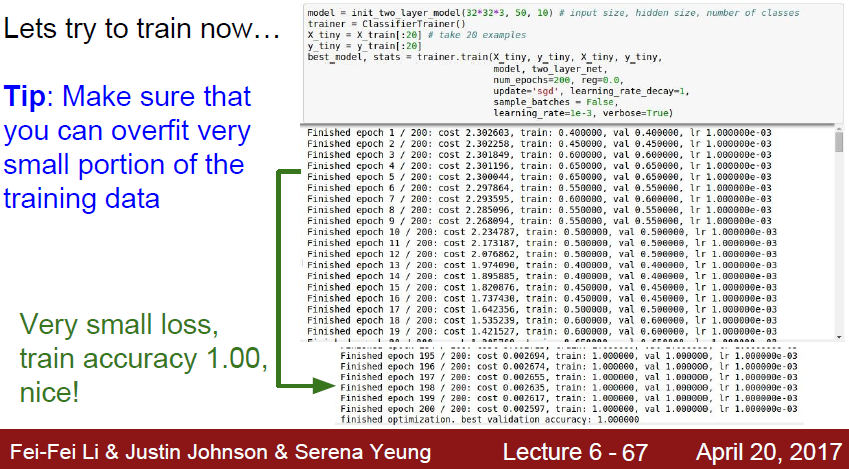 Lets try to train now…
Tip: Make sure that
you can overfit very
small portion of the
training data
Very small loss,
train accuracy 1.00,
nice!
model = init_two_layer_model(32*32*3, 50, 10) # input size, hidden size, number of classes
trainer = ClassifierTrainer()
X_tiny = X_train[:20] # take 20 examples
y_tiny = y_train[:20]
best_model, stats = trainer.train(X_tiny, y_tiny, X_tiny, y_tiny,
model, two_layer_net,
num_epochs=200, reg=0.0,
update='sgd', learning_rate_decay=1,
sample_batches = False,
learning_rate=1e-3, verbose=True)
Finished epoch 1 / 200: cost 2.302603, train: 0.400000, val 0.400000, lr 1.000000e-03
Finished epoch 2 / 200: cost 2.302258, train: 0.450000, val 0.450000, lr 1.000000e-03
Finished epoch 3 / 200: cost 2.301849, train: 0.600000, val 0.600000, lr 1.000000e-03
Finished epoch 4 / 200: cost 2.301196, train: 0.650000, val 0.650000, lr 1.000000e-03
Finished epoch 5 / 200: cost 2.300044, train: 0.650000, val 0.650000, lr 1.000000e-03
Finished epoch 6 / 200: cost 2.297864, train: 0.550000, val 0.550000, lr 1.000000e-03
Finished epoch 7 / 200: cost 2.293595, train: 0.600000, val 0.600000, lr 1.000000e-03
Finished epoch 8 / 200: cost 2.285096, train: 0.550000, val 0.550000, lr 1.000000e-03
Finished epoch 9 / 200: cost 2.268094, train: 0.550000, val 0.550000, lr 1.000000e-03
Finished epoch 10 / 200: cost 2.234787, train: 0.500000, val 0.500000, lr 1.000000e-03
Finished epoch 11 / 200: cost 2.173187, train: 0.500000, val 0.500000, lr 1.000000e-03
Finished epoch 12 / 200: cost 2.076862, train: 0.500000, val 0.500000, lr 1.000000e-03
Finished epoch 13 / 200: cost 1.974090, train: 0.400000, val 0.400000, lr 1.000000e-03
Finished epoch 14 / 200: cost 1.895885, train: 0.400000, val 0.400000, lr 1.000000e-03
Finished epoch 15 / 200: cost 1.820876, train: 0.450000, val 0.450000, lr 1.000000e-03
Finished epoch 16 / 200: cost 1.737430, train: 0.450000, val 0.450000, lr 1.000000e-03
Finished epoch 17 / 200: cost 1.642356, train: 0.500000, val 0.500000, lr 1.000000e-03
Finished epoch 18 / 200: cost 1.535239, train: 0.600000, val 0.600000, lr 1.000000e-03
Finished epoch 19 / 200: cost 1.421527, train: 0.600000, val 0.600000, lr 1.000000e-03
Finished epoch 195 / 200: cost 0.002694, train: 1.000000, val 1.000000, lr 1.000000e-03
Finished epoch 196 / 200: cost 0.002674, train: 1.000000, val 1.000000, lr 1.000000e-03
Finished epoch 197 / 200: cost 0.002655, train: 1.000000, val 1.000000, lr 1.000000e-03
Finished epoch 198 / 200: cost 0.002635, train: 1.000000, val 1.000000, lr 1.000000e-03
Finished epoch 199 / 200: cost 0.002617, train: 1.000000, val 1.000000, lr 1.000000e-03
Finished epoch 200 / 200: cost 0.002597, train: 1.000000, val 1.000000, lr 1.000000e-03
finished optimization. best validation accuracy: 1.000000
Fei-Fei Li & Justin Johnson & Serena Yeung Lecture 6 - 67 April 20, 2017